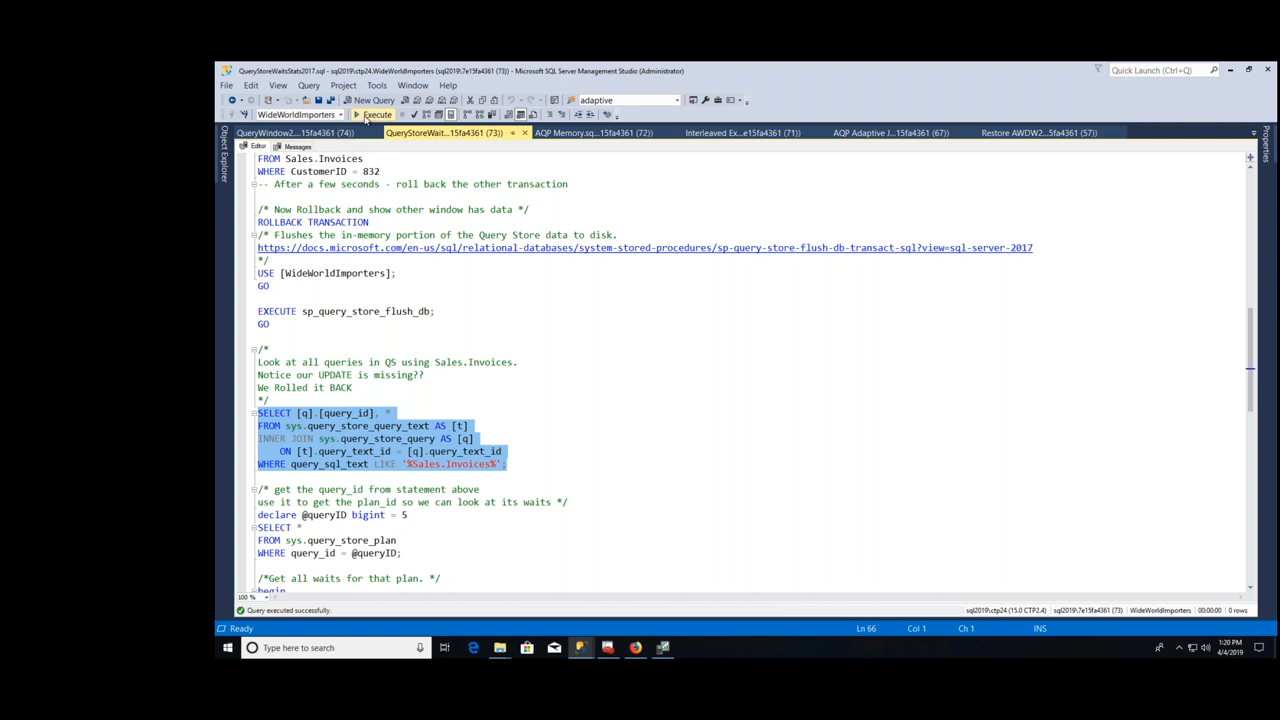 QueryStoreWaitsStats2017.sql - sql2019\ctp24.WideWorldImporters (sql2019\7e15fa4361 (73)) - Microsoft SQL Server Management Studio (Administrator)
Quick Launch (Ctrl+Q)
File Edit View Query Project Tools Window Help
New Query
adaptive
WideWorldImporters
Execute
QueryWindow2....15fa4361 (74))
QueryStoreWait...15fa4361 (73))
AQP Memory.sq...15fa4361 (72))
Interleaved Ex...e15fa4361 (71))
AQP Adaptive J...15fa4361 (67))
Restore AWDW2...5fa4361 (57))
Object Explorer
Properties
Editor
Messages
FROM Sales.Invoices
WHERE CustomerID = 832
-- After a few seconds - roll back the other transaction
/* Now Rollback and show other window has data */
ROLLBACK TRANSACTION
/* Flushes the in-memory portion of the Query Store data to disk.
https://docs.microsoft.com/en-us/sql/relational-databases/system-stored-procedures/sp-query-store-flush-db-transact-sql?view=sql-server-2017
*/
USE [WideWorldImporters];
GO
EXECUTE sp_query_store_flush_db;
GO
/*
Look at all queries in QS using Sales.Invoices.
Notice our UPDATE is missing??
We Rolled it BACK
*/
SELECT [q].[query_id], *
FROM sys.query_store_query_text AS [t]
INNER JOIN sys.query_store_query AS [q]
ON [t].query_text_id = [q].query_text_id
WHERE query_sql_text LIKE '%Sales.Invoices%';
/* get the query_id from statement above
use it to get the plan_id so we can look at its waits */
declare @queryID bigint = 5
SELECT *
FROM sys.query_store_plan
WHERE query_id = @queryID;
/*Get all waits for that plan. */
begin
100 %
Query executed successfully.
sql2019\ctp24 (15.0 CTP2.4)
sql2019\7e15fa4361 (73)
WideWorldImporters
00:00:00
0 rows
Ready
Ln 66
Col 1
Ch 1
INS
Type here to search
1:20 PM
4/4/2019